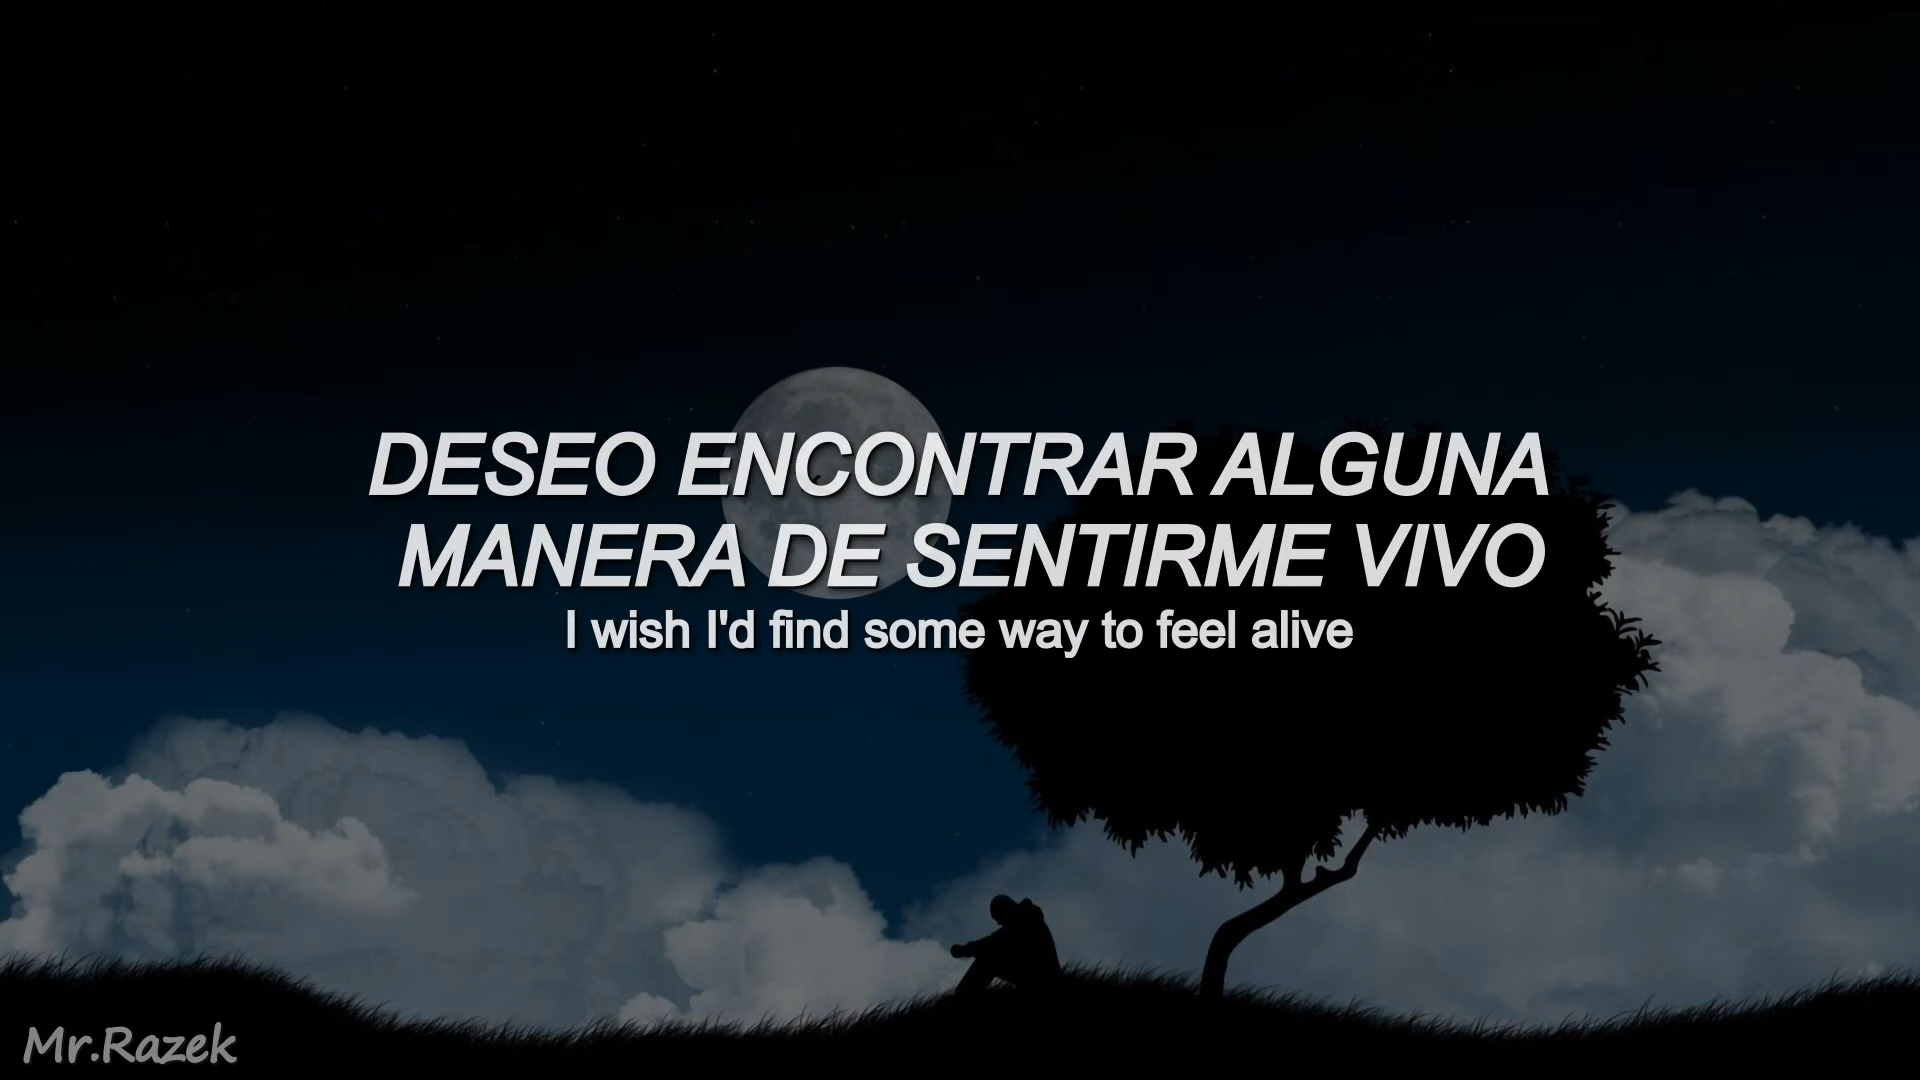 DESEO ENCONTRAR ALGUNA
MANERA DE SENTIRME VIVO
I wish I'd find some way to feel alive
Mr.Razek